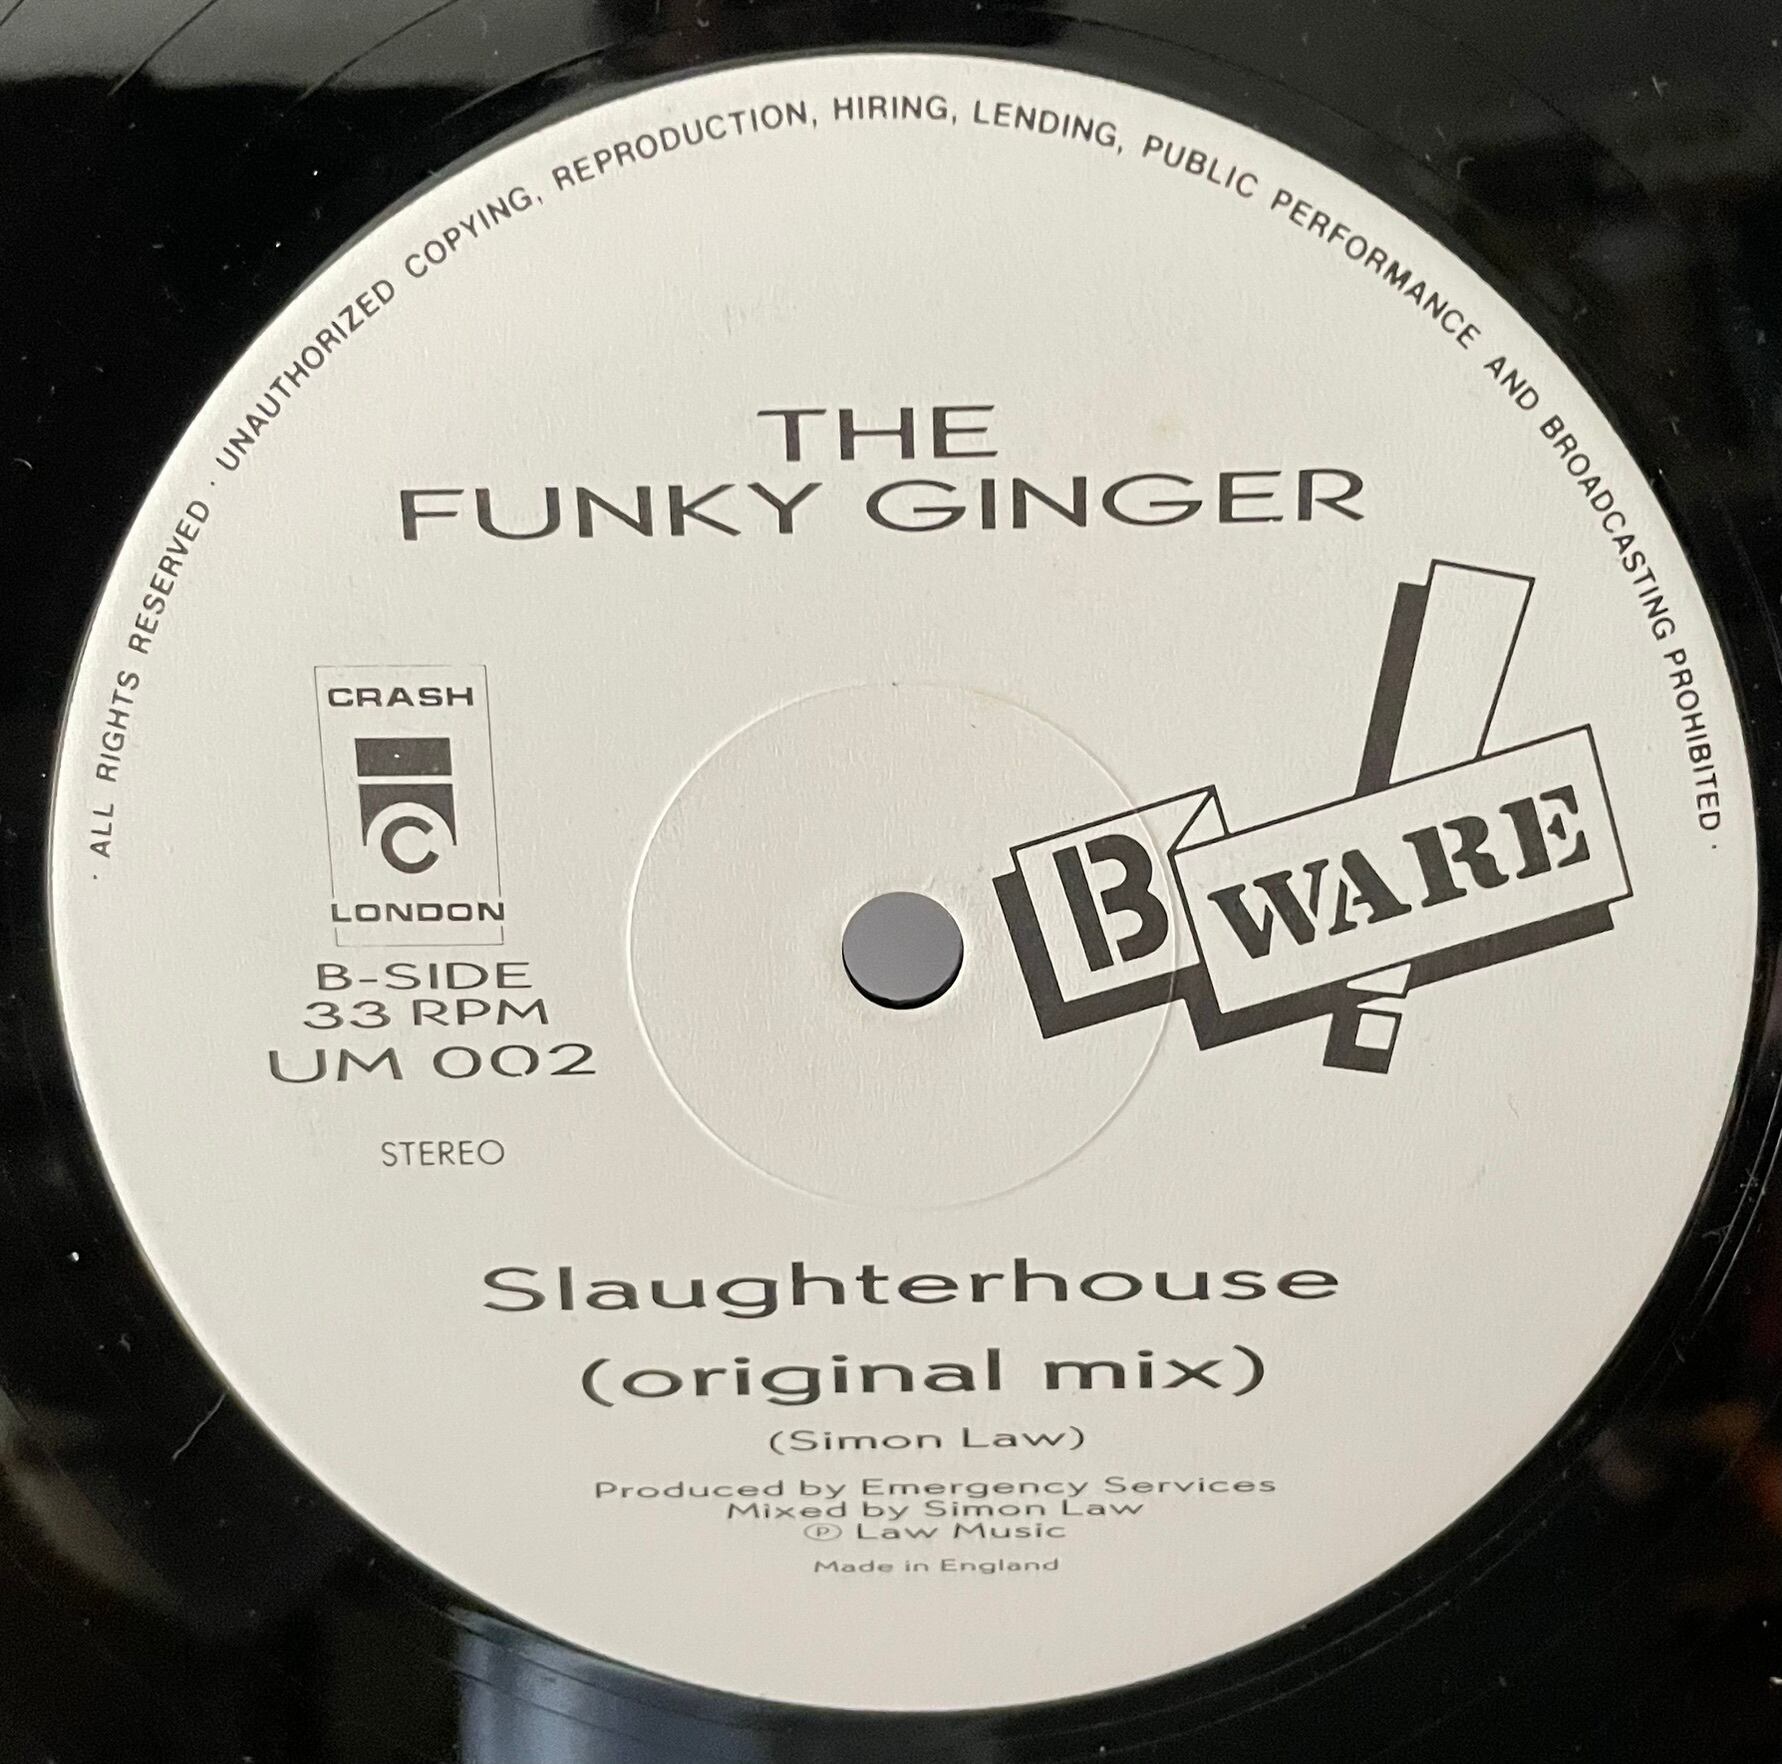 · ALL RIGHTS RESERVED · UNAUTHORIZED COPYING, REPRODUCTION, HIRING, LENDING, PUBLIC PERFORMANCE AND BROADCASTING PROHIBITED ·
THE
FUNKY GINGER
CRASH
C
LONDON
B-SIDE
33 RPM
UM 002
STEREO
B WARE
Slaughterhouse
(original mix)
(Simon Law)
Produced by Emergency Services
Mixed by Simon Law
℗ Law Music
Made in England